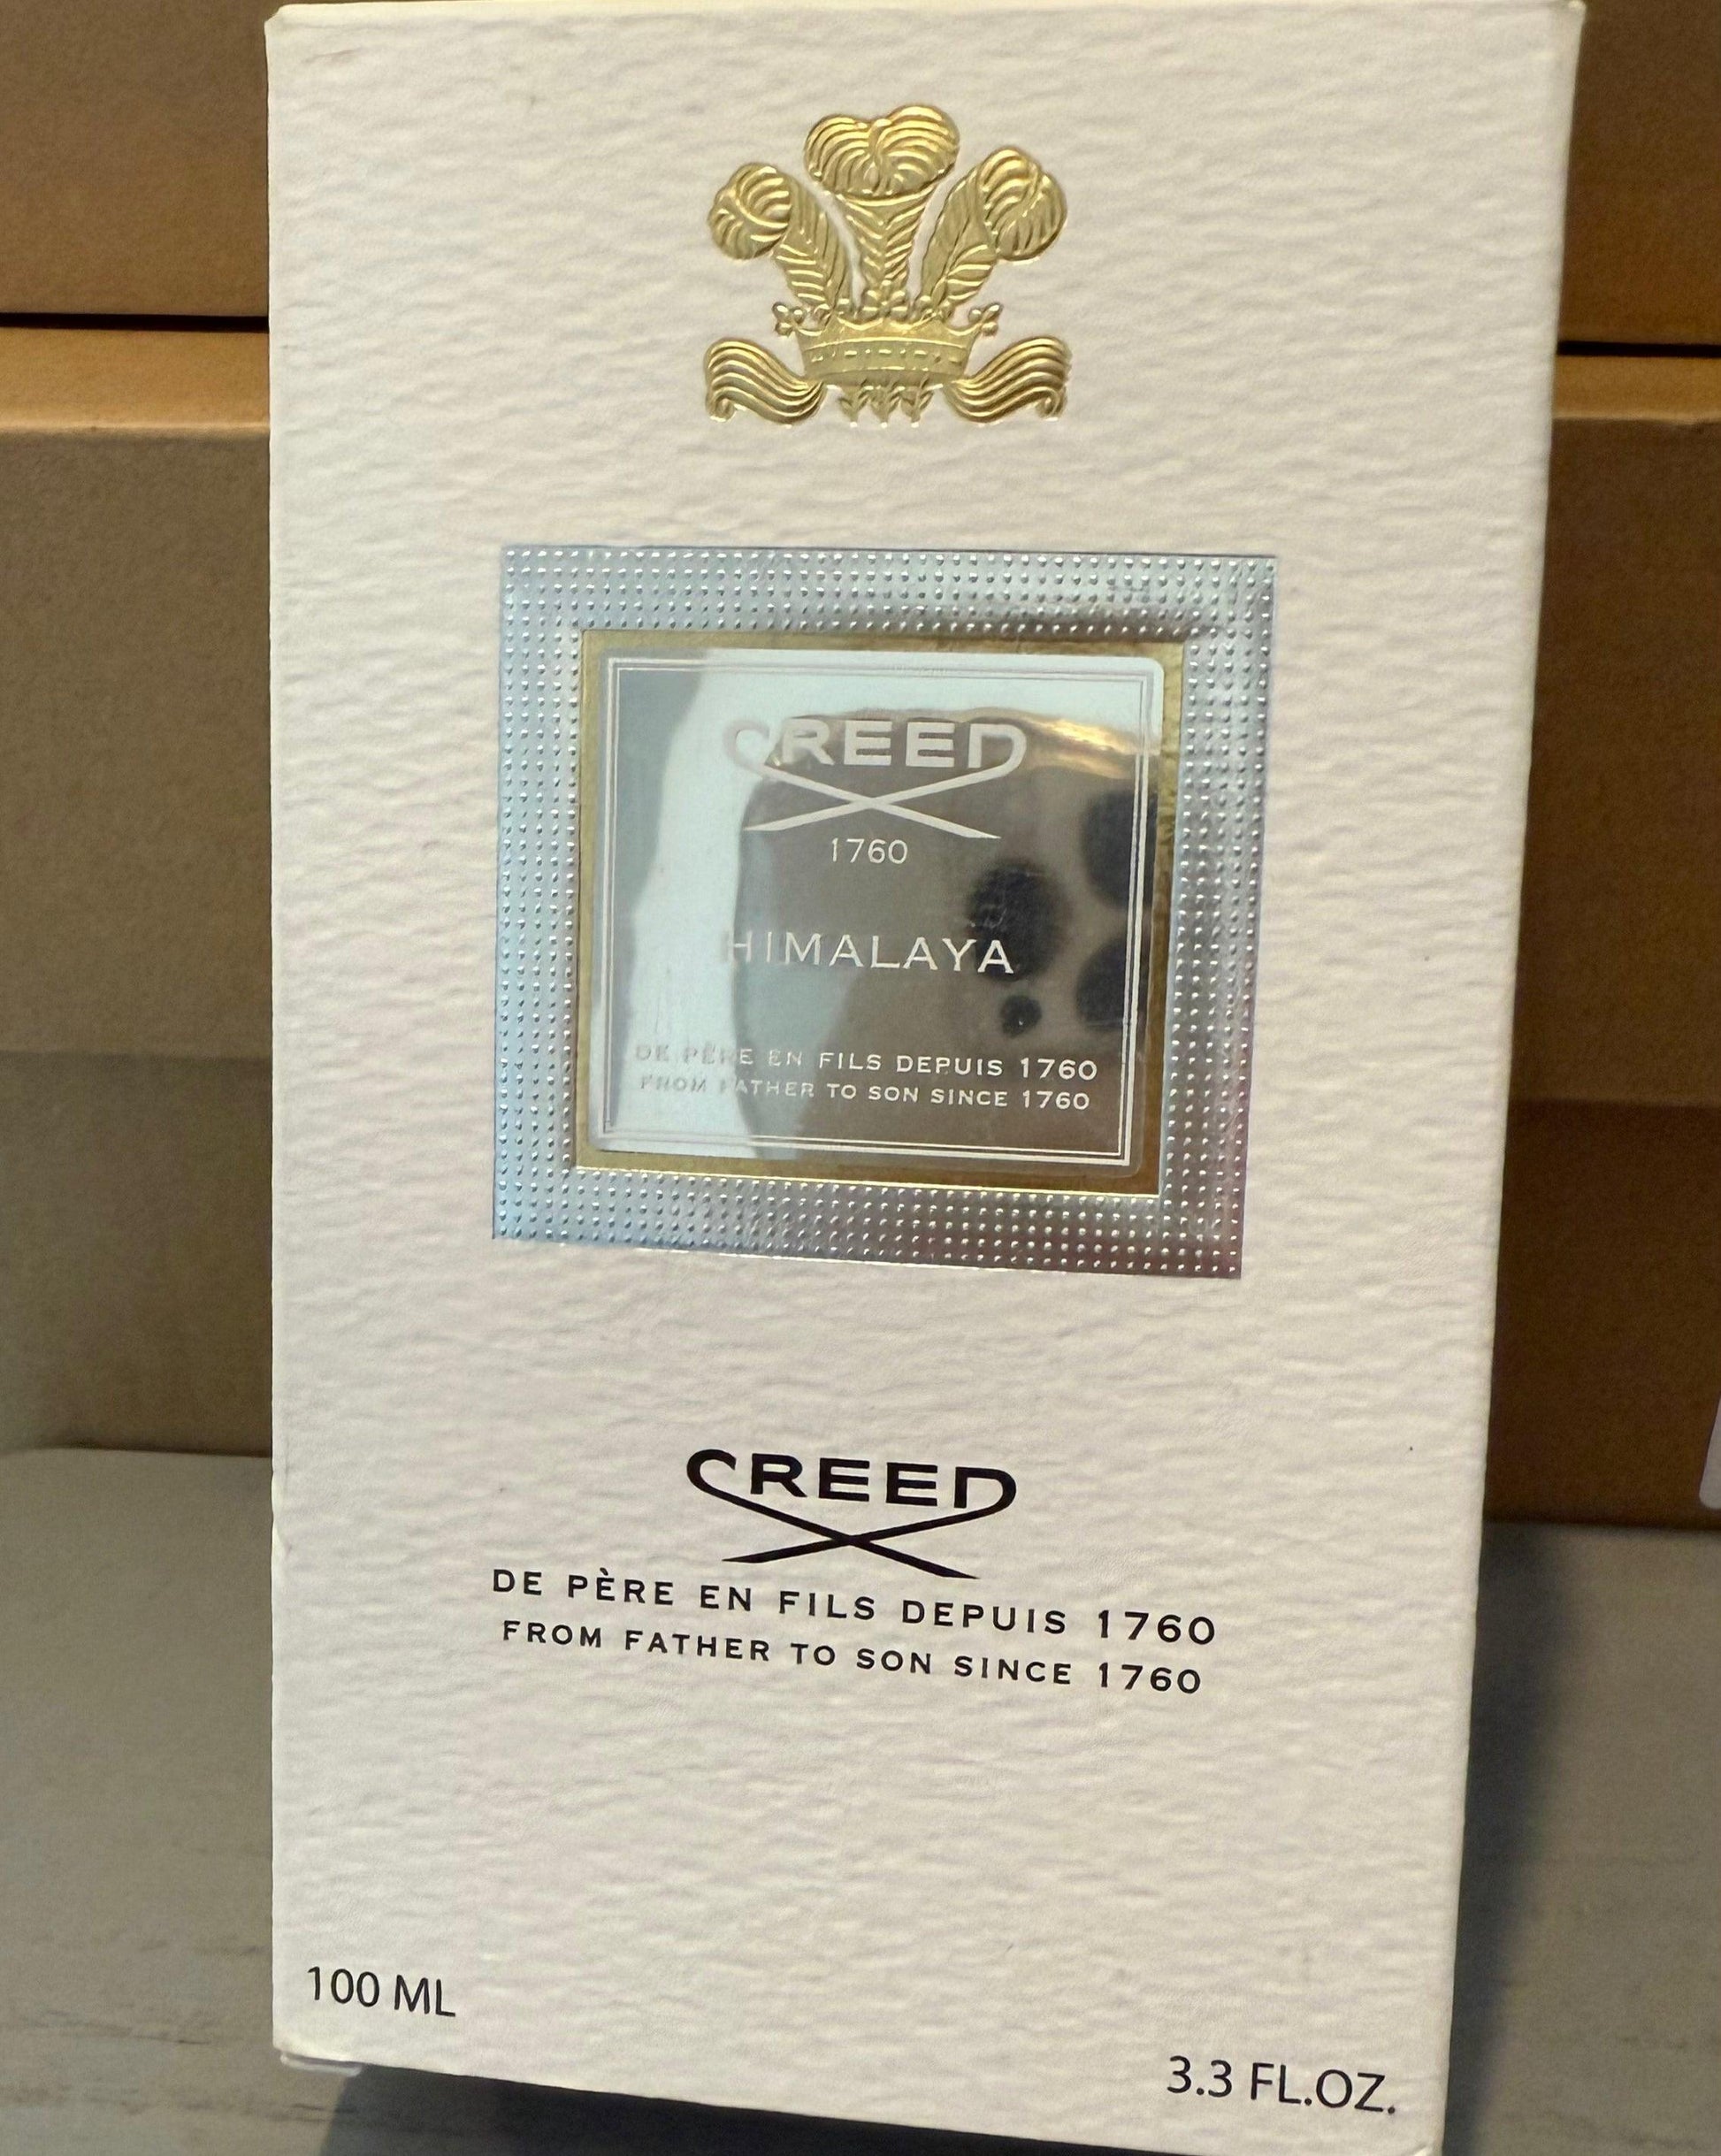 CREED
1760
HIMALAYA
DE PÈRE EN FILS DEPUIS 1760
FROM FATHER TO SON SINCE 1760
CREED
DE PÈRE EN FILS DEPUIS 1760
FROM FATHER TO SON SINCE 1760
100 ML
3.3 FL.OZ.